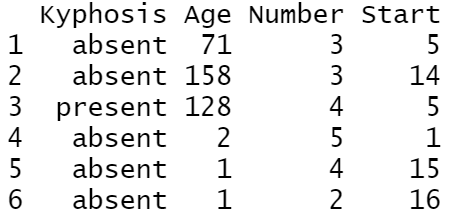 Kyphosis Age Number Start
1 absent 71 3 5
2 absent 158 3 14
3 present 128 4 5
4 absent 2 5 1
5 absent 1 4 15
6 absent 1 2 16